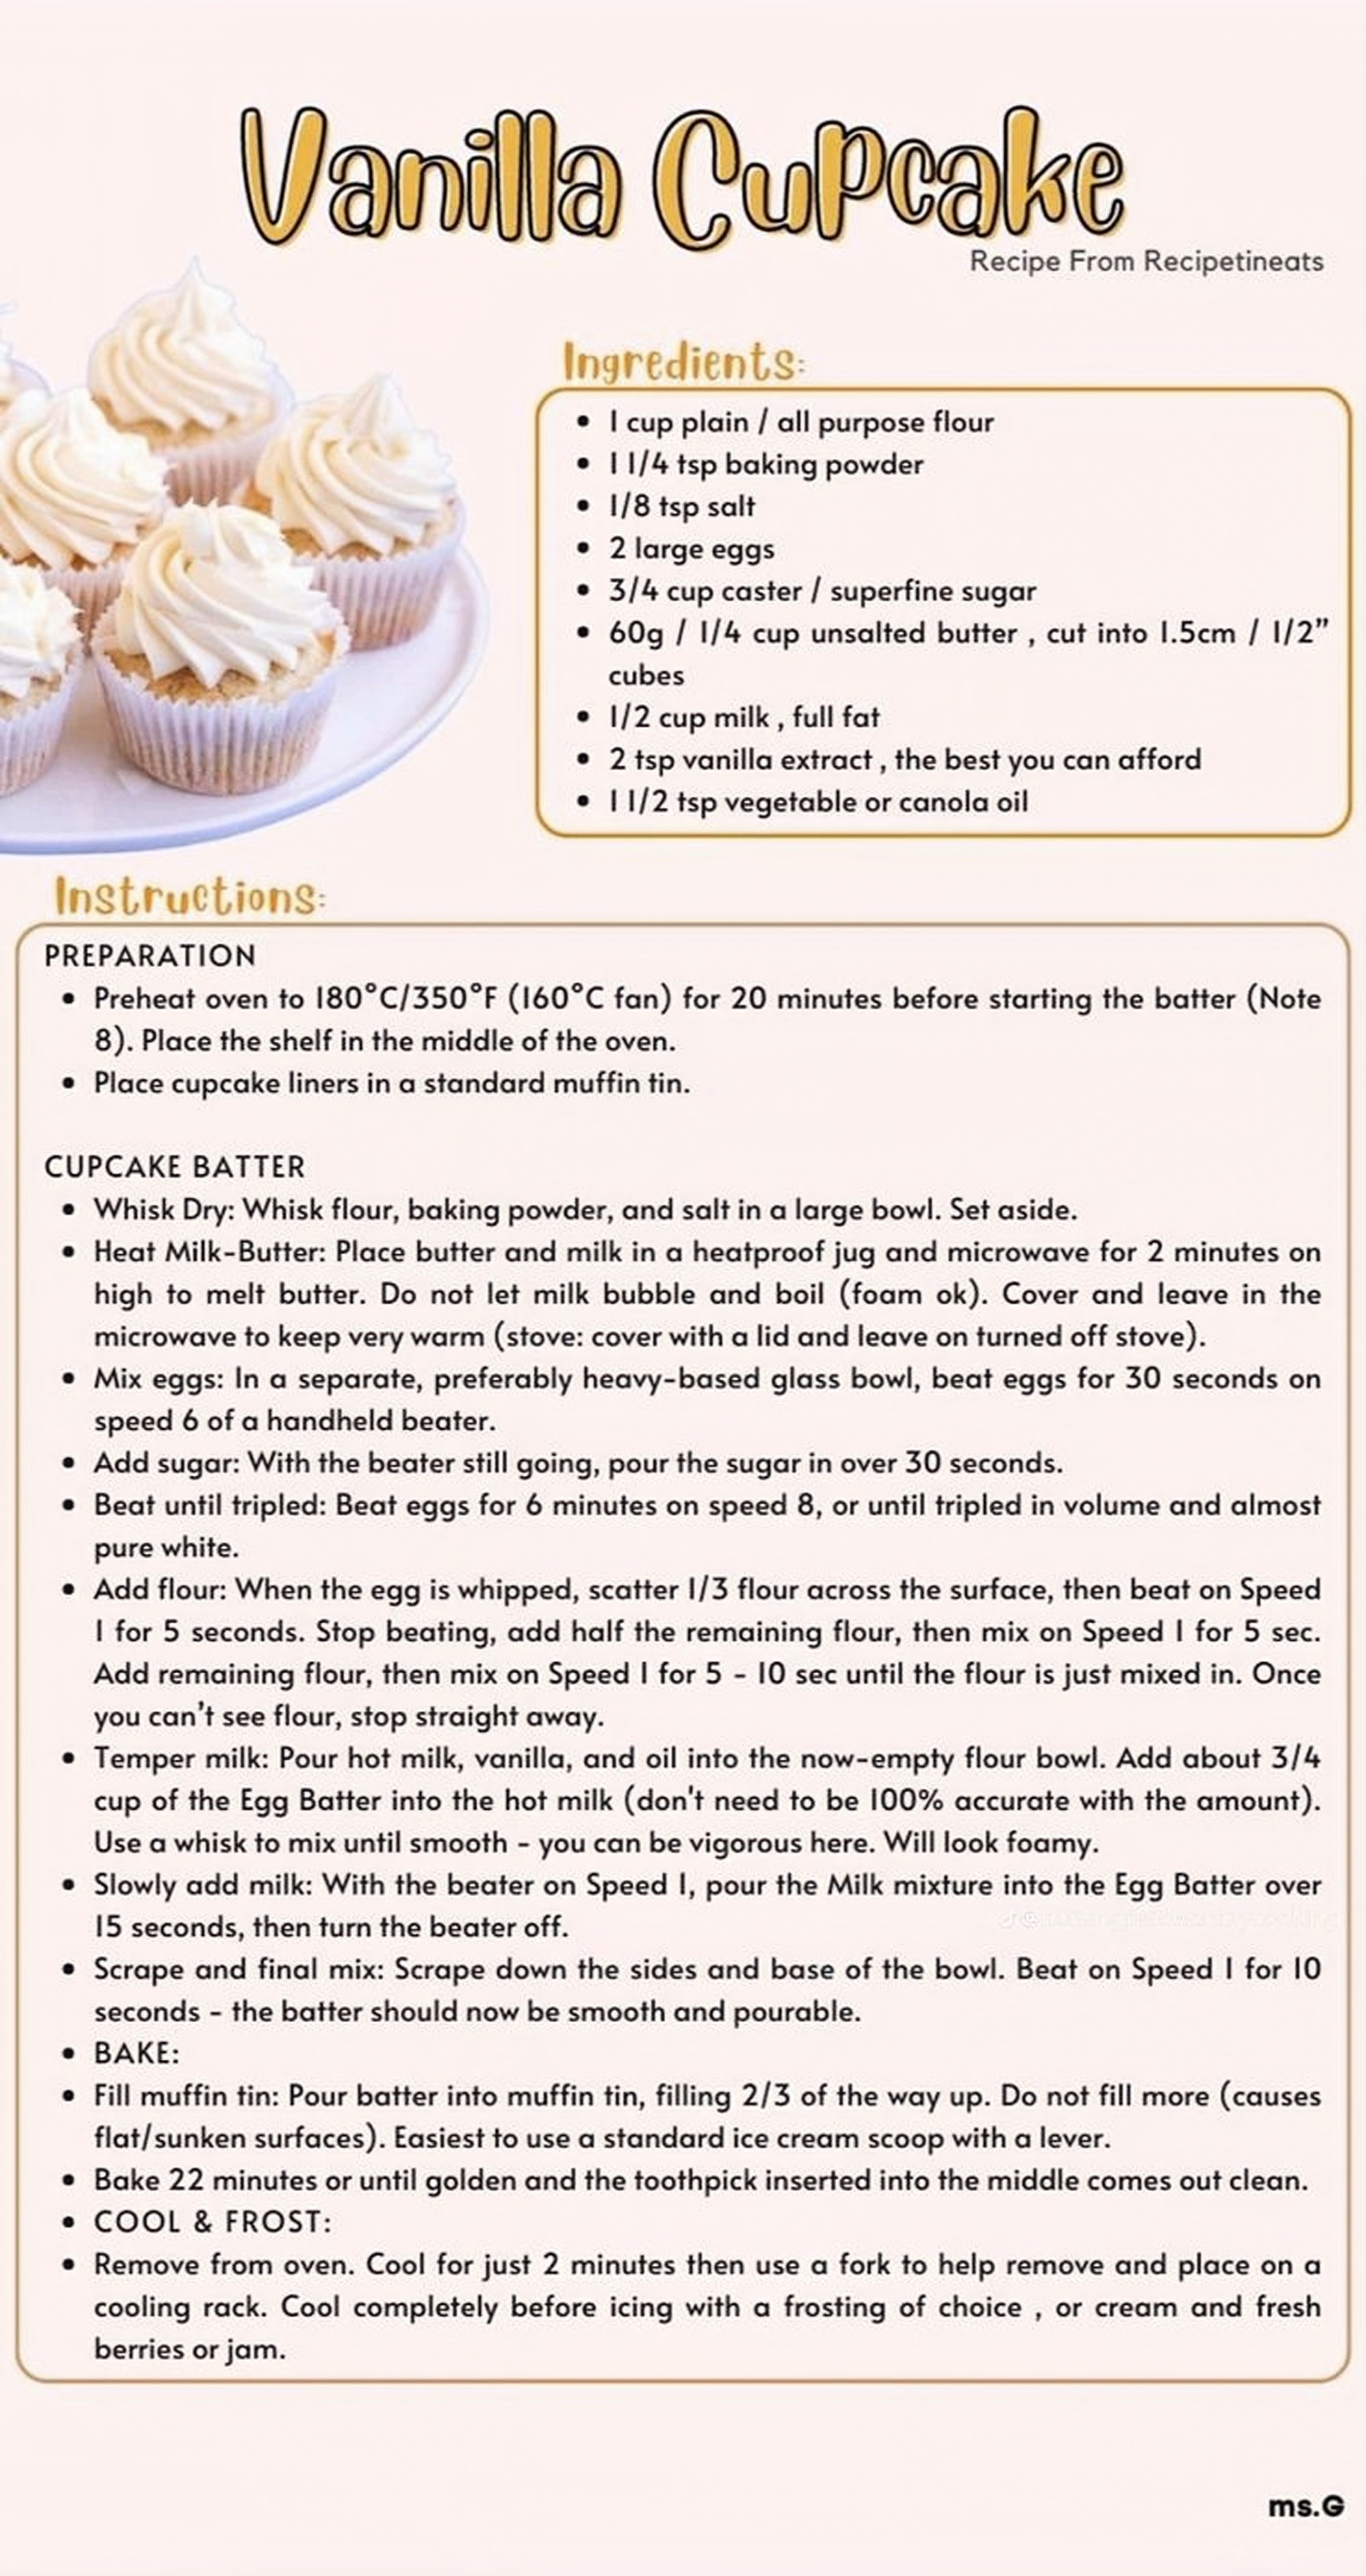 Vanilla Cupcake
Recipe From Recipetineats
Ingredients:
• 1 cup plain / all purpose flour
• 1 1/4 tsp baking powder
• 1/8 tsp salt
• 2 large eggs
• 3/4 cup caster / superfine sugar
• 60g / 1/4 cup unsalted butter , cut into 1.5cm / 1/2”
cubes
• 1/2 cup milk , full fat
• 2 tsp vanilla extract , the best you can afford
• 1 1/2 tsp vegetable or canola oil
Instructions:
PREPARATION
• Preheat oven to 180°C/350°F (160°C fan) for 20 minutes before starting the batter (Note
8). Place the shelf in the middle of the oven.
• Place cupcake liners in a standard muffin tin.
CUPCAKE BATTER
• Whisk Dry: Whisk flour, baking powder, and salt in a large bowl. Set aside.
• Heat Milk-Butter: Place butter and milk in a heatproof jug and microwave for 2 minutes on
high to melt butter. Do not let milk bubble and boil (foam ok). Cover and leave in the
microwave to keep very warm (stove: cover with a lid and leave on turned off stove).
• Mix eggs: In a separate, preferably heavy-based glass bowl, beat eggs for 30 seconds on
speed 6 of a handheld beater.
• Add sugar: With the beater still going, pour the sugar in over 30 seconds.
• Beat until tripled: Beat eggs for 6 minutes on speed 8, or until tripled in volume and almost
pure white.
• Add flour: When the egg is whipped, scatter 1/3 flour across the surface, then beat on Speed
1 for 5 seconds. Stop beating, add half the remaining flour, then mix on Speed 1 for 5 sec.
Add remaining flour, then mix on Speed 1 for 5 - 10 sec until the flour is just mixed in. Once
you can’t see flour, stop straight away.
• Temper milk: Pour hot milk, vanilla, and oil into the now-empty flour bowl. Add about 3/4
cup of the Egg Batter into the hot milk (don't need to be 100% accurate with the amount).
Use a whisk to mix until smooth - you can be vigorous here. Will look foamy.
• Slowly add milk: With the beater on Speed 1, pour the Milk mixture into the Egg Batter over
15 seconds, then turn the beater off.
• Scrape and final mix: Scrape down the sides and base of the bowl. Beat on Speed 1 for 10
seconds - the batter should now be smooth and pourable.
• BAKE:
• Fill muffin tin: Pour batter into muffin tin, filling 2/3 of the way up. Do not fill more (causes
flat/sunken surfaces). Easiest to use a standard ice cream scoop with a lever.
• Bake 22 minutes or until golden and the toothpick inserted into the middle comes out clean.
• COOL & FROST:
• Remove from oven. Cool for just 2 minutes then use a fork to help remove and place on a
cooling rack. Cool completely before icing with a frosting of choice , or cream and fresh
berries or jam.
ms.G